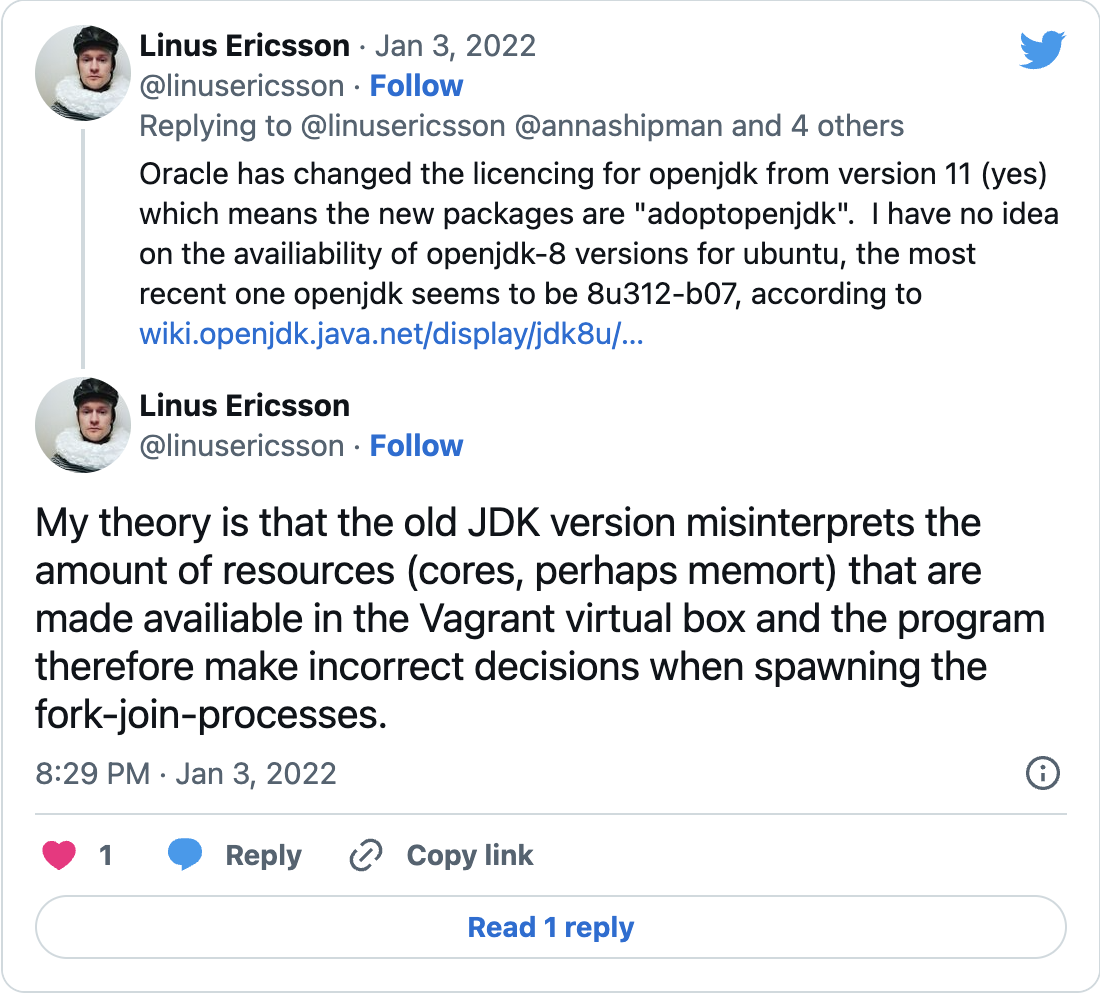 Linus Ericsson · Jan 3, 2022
@linusericsson · Follow
Replying to @linusericsson @annashipman and 4 others
Oracle has changed the licencing for openjdk from version 11 (yes)
which means the new packages are "adoptopenjdk".  I have no idea
on the availiability of openjdk-8 versions for ubuntu, the most
recent one openjdk seems to be 8u312-b07, according to
wiki.openjdk.java.net/display/jdk8u/…
Linus Ericsson
@linusericsson · Follow
My theory is that the old JDK version misinterprets the
amount of resources (cores, perhaps memort) that are
made availiable in the Vagrant virtual box and the program
therefore make incorrect decisions when spawning the
fork-join-processes.
8:29 PM · Jan 3, 2022
1 Reply Copy link
Read 1 reply